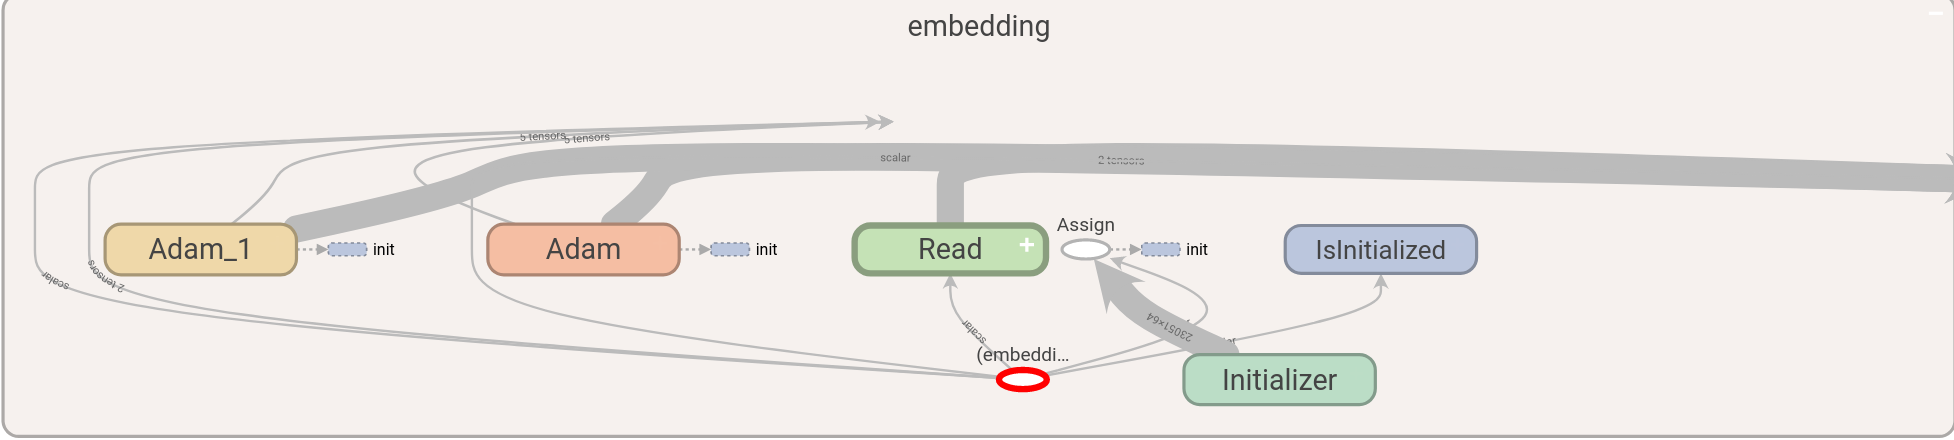 embedding
5 tensors
5 tensors
scalar
2 tensors
Adam_1
init
Adam
init
Read
+
Assign
init
IsInitialized
scalar
2 tensors
scalar
23051×64
(embeddi...
Initializer